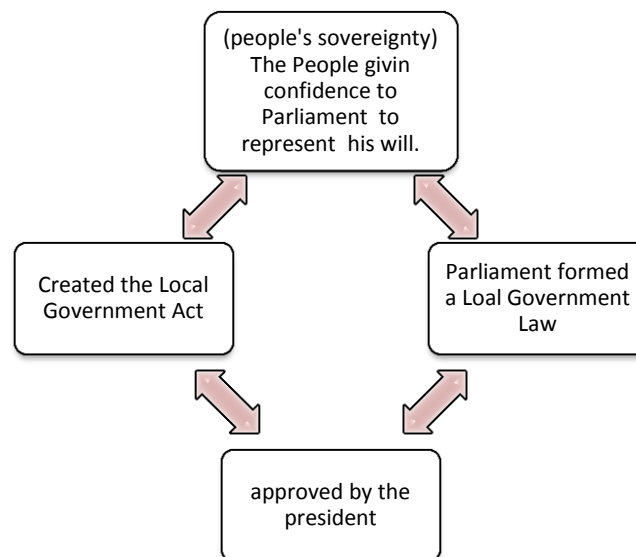 (people's sovereignty)
The People givin
confidence to
Parliament to
represent his will.
Created the Local
Government Act
Parliament formed
a Loal Government
Law
approved by the
president